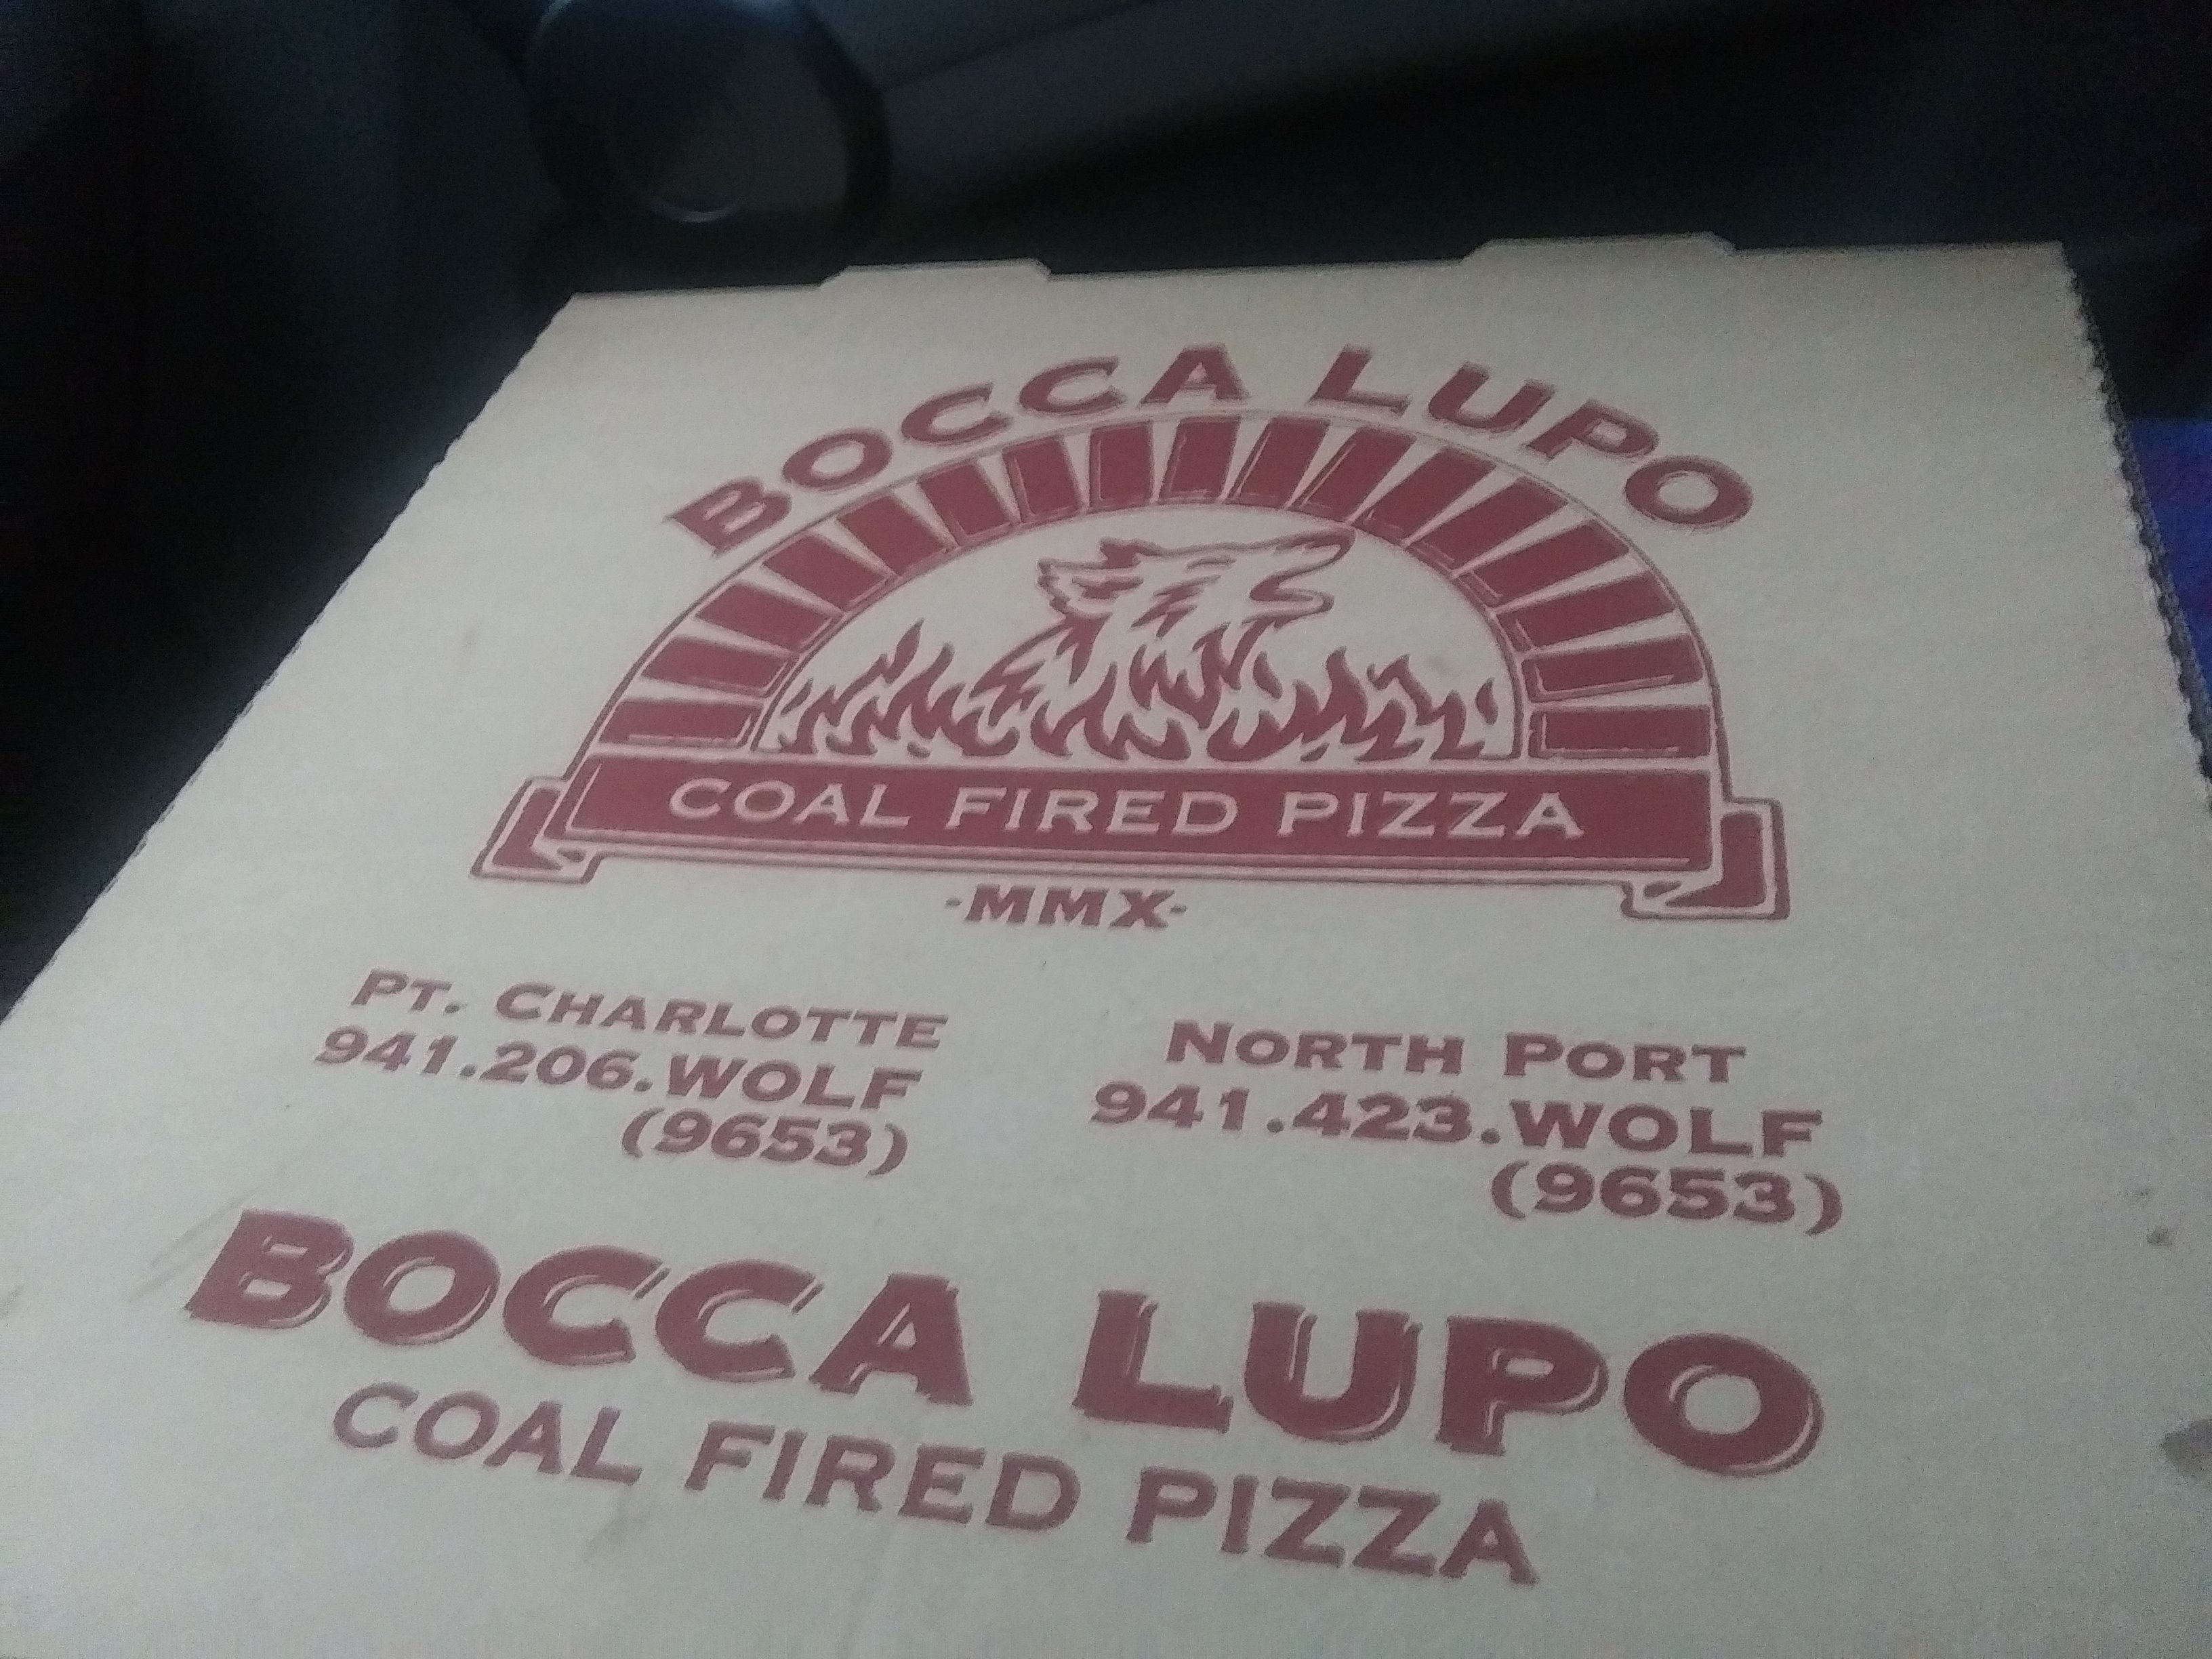 BOCCA LUPO
COAL FIRED PIZZA
-MMX-
PT. CHARLOTTE
941.206.WOLF
(9653)
NORTH PORT
941.423.WOLF
(9653)
BOCCA LUPO
COAL FIRED PIZZA